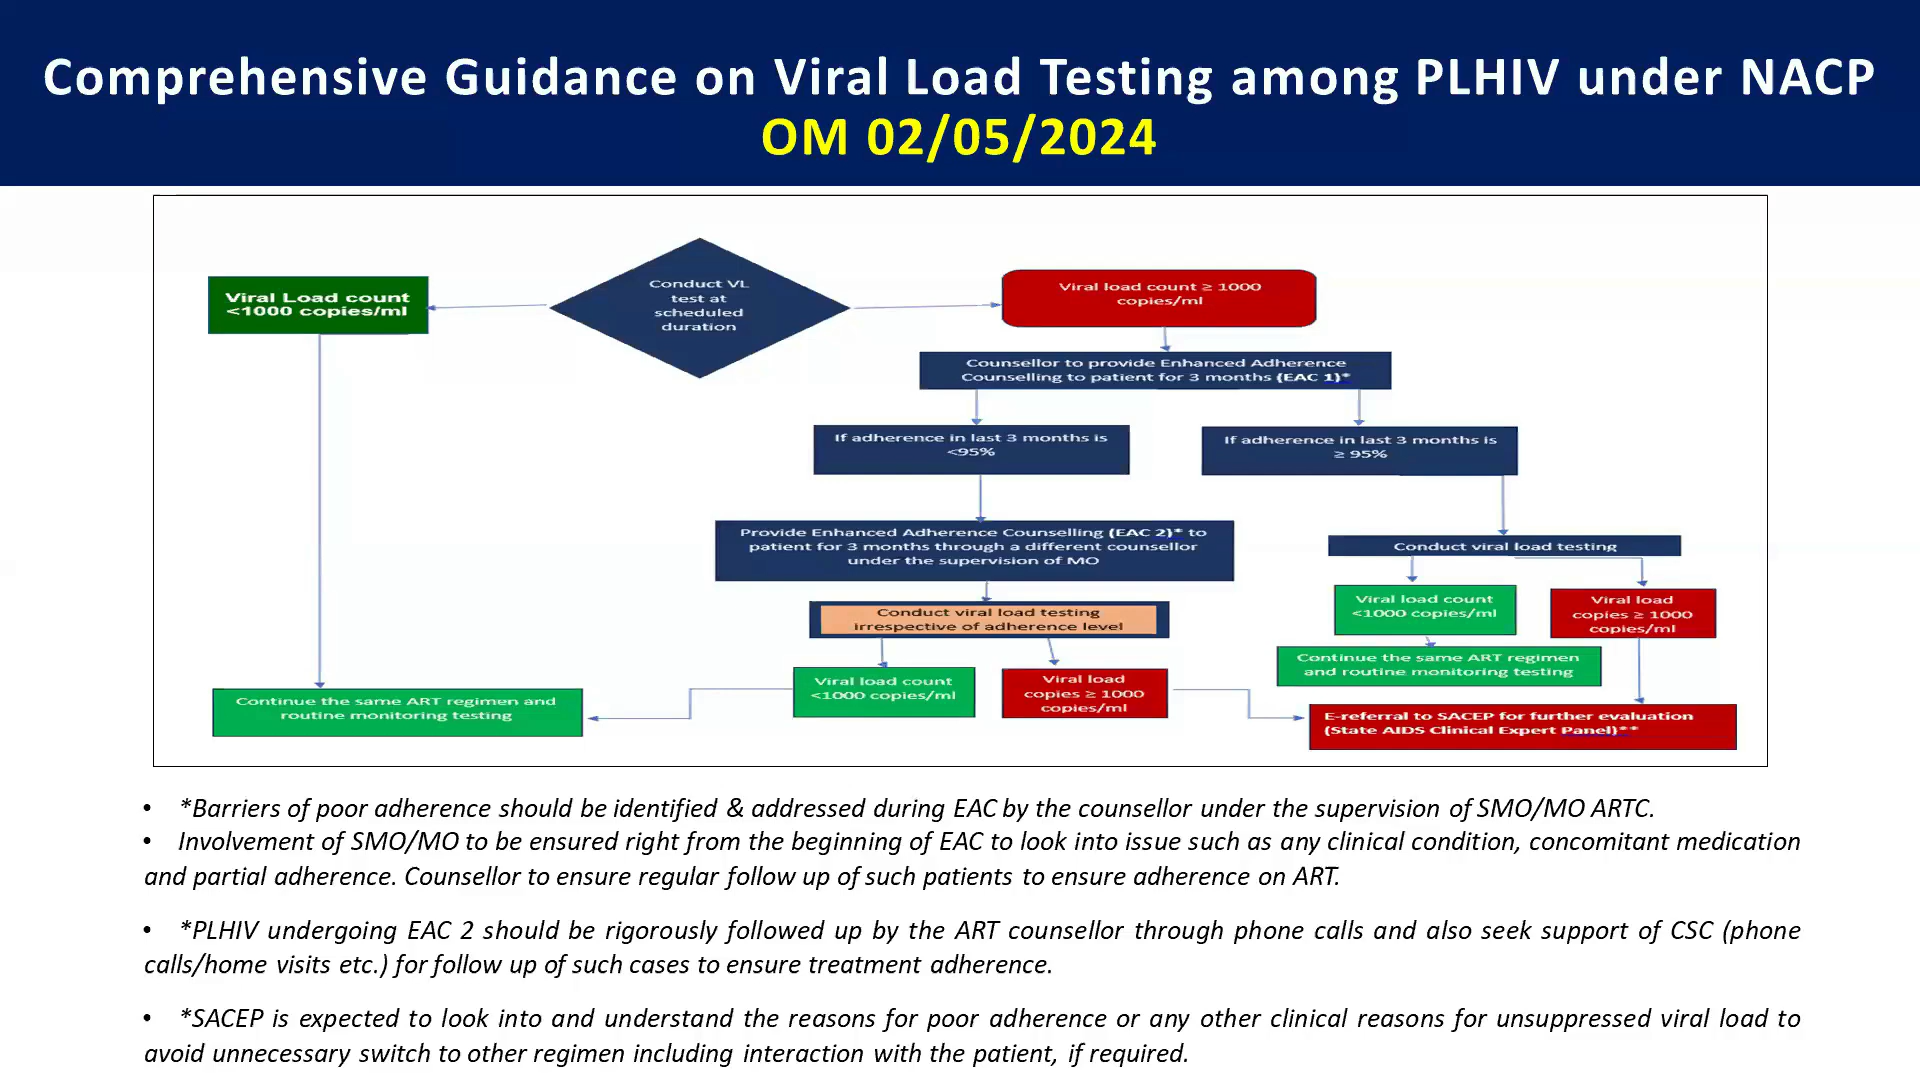 Comprehensive Guidance on Viral Load Testing among PLHIV under NACP
OM 02/05/2024
Viral Load count
<1000 copies/ml
Conduct VL
test at
scheduled
duration
Viral load count ≥ 1000
copies/ml
Counsellor to provide Enhanced Adherence
Counselling to patient for 3 months (EAC 1)*
If adherence in last 3 months is
<95%
If adherence in last 3 months is
≥ 95%
Provide Enhanced Adherence Counselling (EAC 2)* to
patient for 3 months through a different counsellor
under the supervision of MO
Conduct viral load testing
Conduct viral load testing
irrespective of adherence level
Viral load count
<1000 copies/ml
Viral load
copies ≥ 1000
copies/ml
Continue the same ART regimen
and routine monitoring testing
Viral load count
<1000 copies/ml
Viral load
copies ≥ 1000
copies/ml
Continue the same ART regimen and
routine monitoring testing
E-referral to SACEP for further evaluation
(State AIDS Clinical Expert Panel)**
• *Barriers of poor adherence should be identified & addressed during EAC by the counsellor under the supervision of SMO/MO ARTC.
• Involvement of SMO/MO to be ensured right from the beginning of EAC to look into issue such as any clinical condition, concomitant medication
and partial adherence. Counsellor to ensure regular follow up of such patients to ensure adherence on ART.
• *PLHIV undergoing EAC 2 should be rigorously followed up by the ART counsellor through phone calls and also seek support of CSC (phone
calls/home visits etc.) for follow up of such cases to ensure treatment adherence.
• *SACEP is expected to look into and understand the reasons for poor adherence or any other clinical reasons for unsuppressed viral load to
avoid unnecessary switch to other regimen including interaction with the patient, if required.